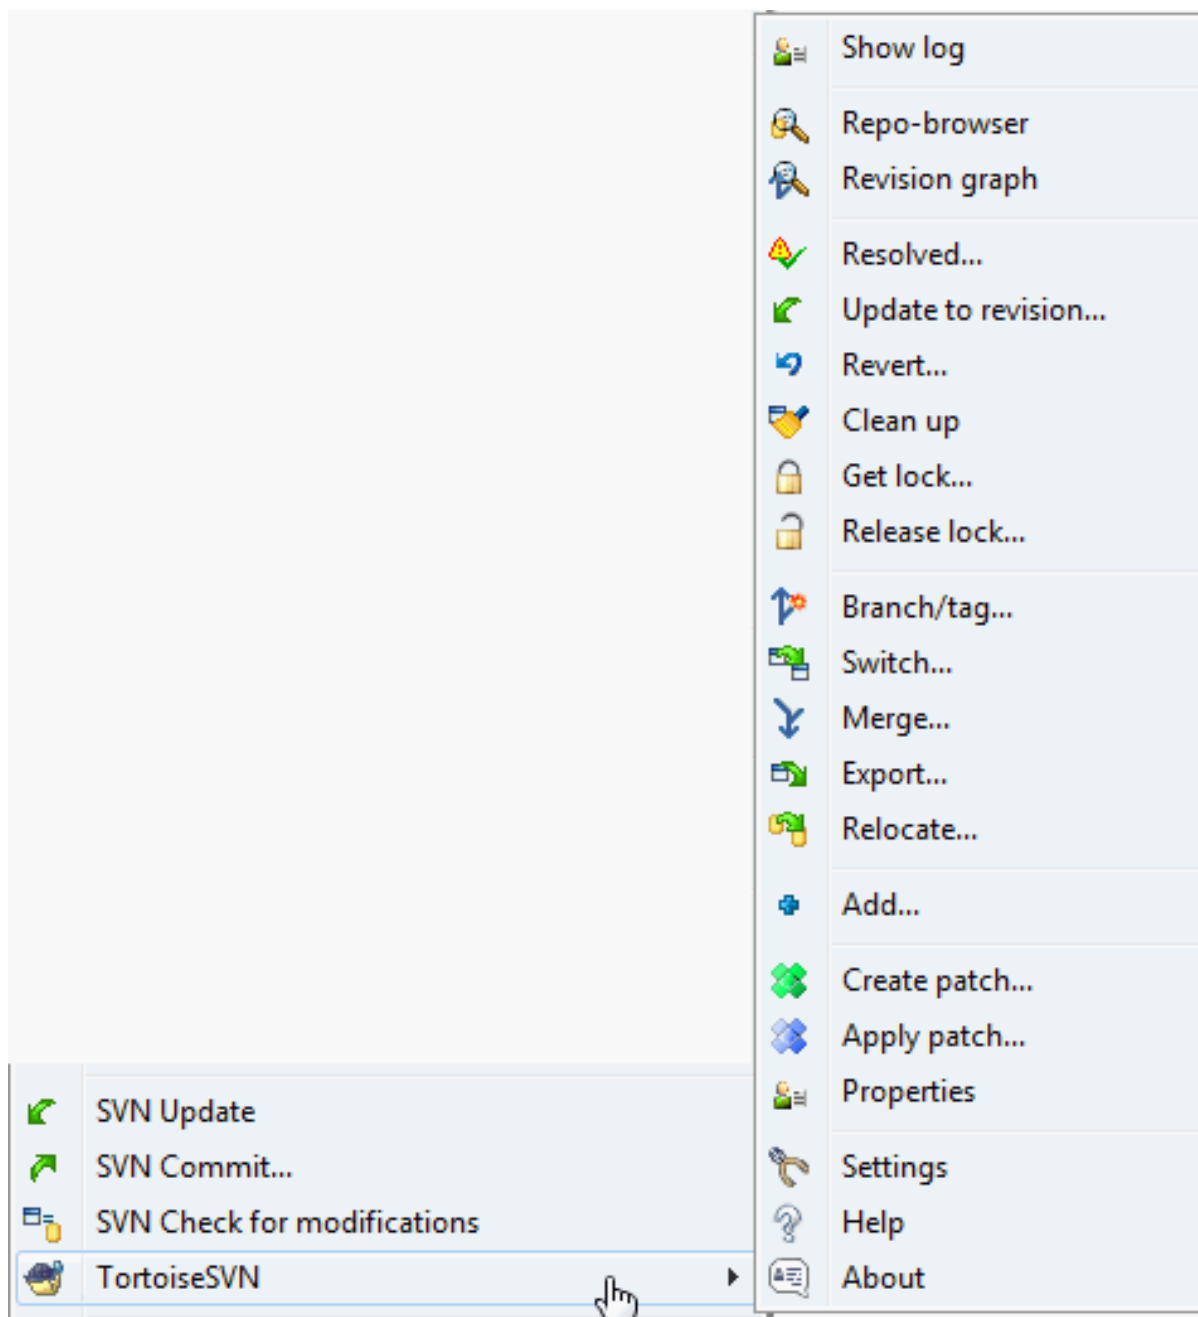 Show log
Repo-browser
Revision graph
Resolved...
Update to revision...
Revert...
Clean up
Get lock...
Release lock...
Branch/tag...
Switch...
Merge...
Export...
Relocate...
Add...
Create patch...
Apply patch...
Properties
Settings
Help
About
SVN Update
SVN Commit...
SVN Check for modifications
TortoiseSVN